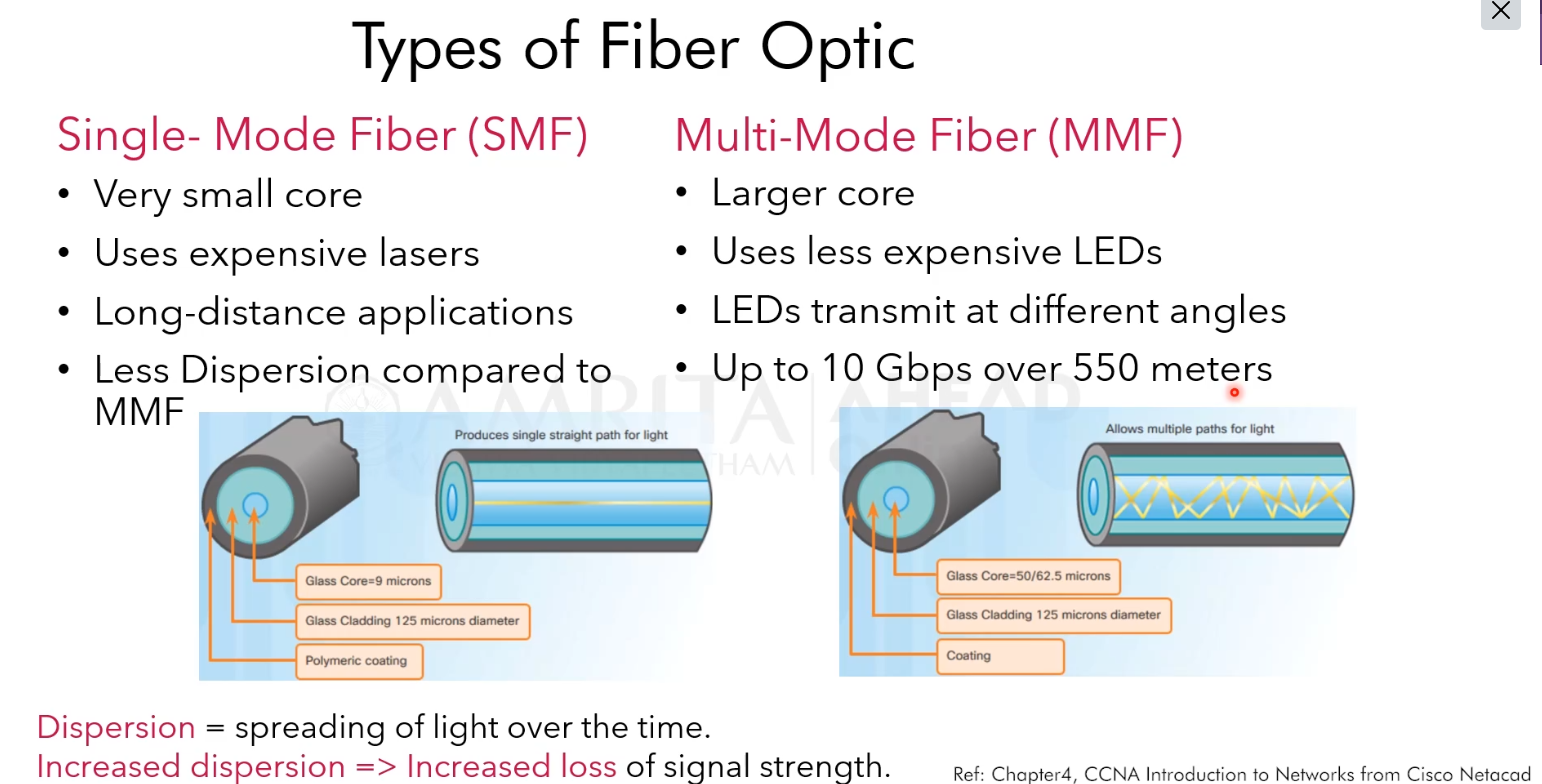 Types of Fiber Optic
Single- Mode Fiber (SMF)
• Very small core
• Uses expensive lasers
• Long-distance applications
• Less Dispersion compared to
MMF
Produces single straight path for light
Glass Core=9 microns
Glass Cladding 125 microns diameter
Polymeric coating
Multi-Mode Fiber (MMF)
• Larger core
• Uses less expensive LEDs
• LEDs transmit at different angles
• Up to 10 Gbps over 550 meters
Allows multiple paths for light
Glass Core=50/62.5 microns
Glass Cladding 125 microns diameter
Coating
AMRITA
AHEAD
Dispersion = spreading of light over the time.
Increased dispersion => Increased loss of signal strength.
Ref: Chapter4, CCNA Introduction to Networks from Cisco Netacad